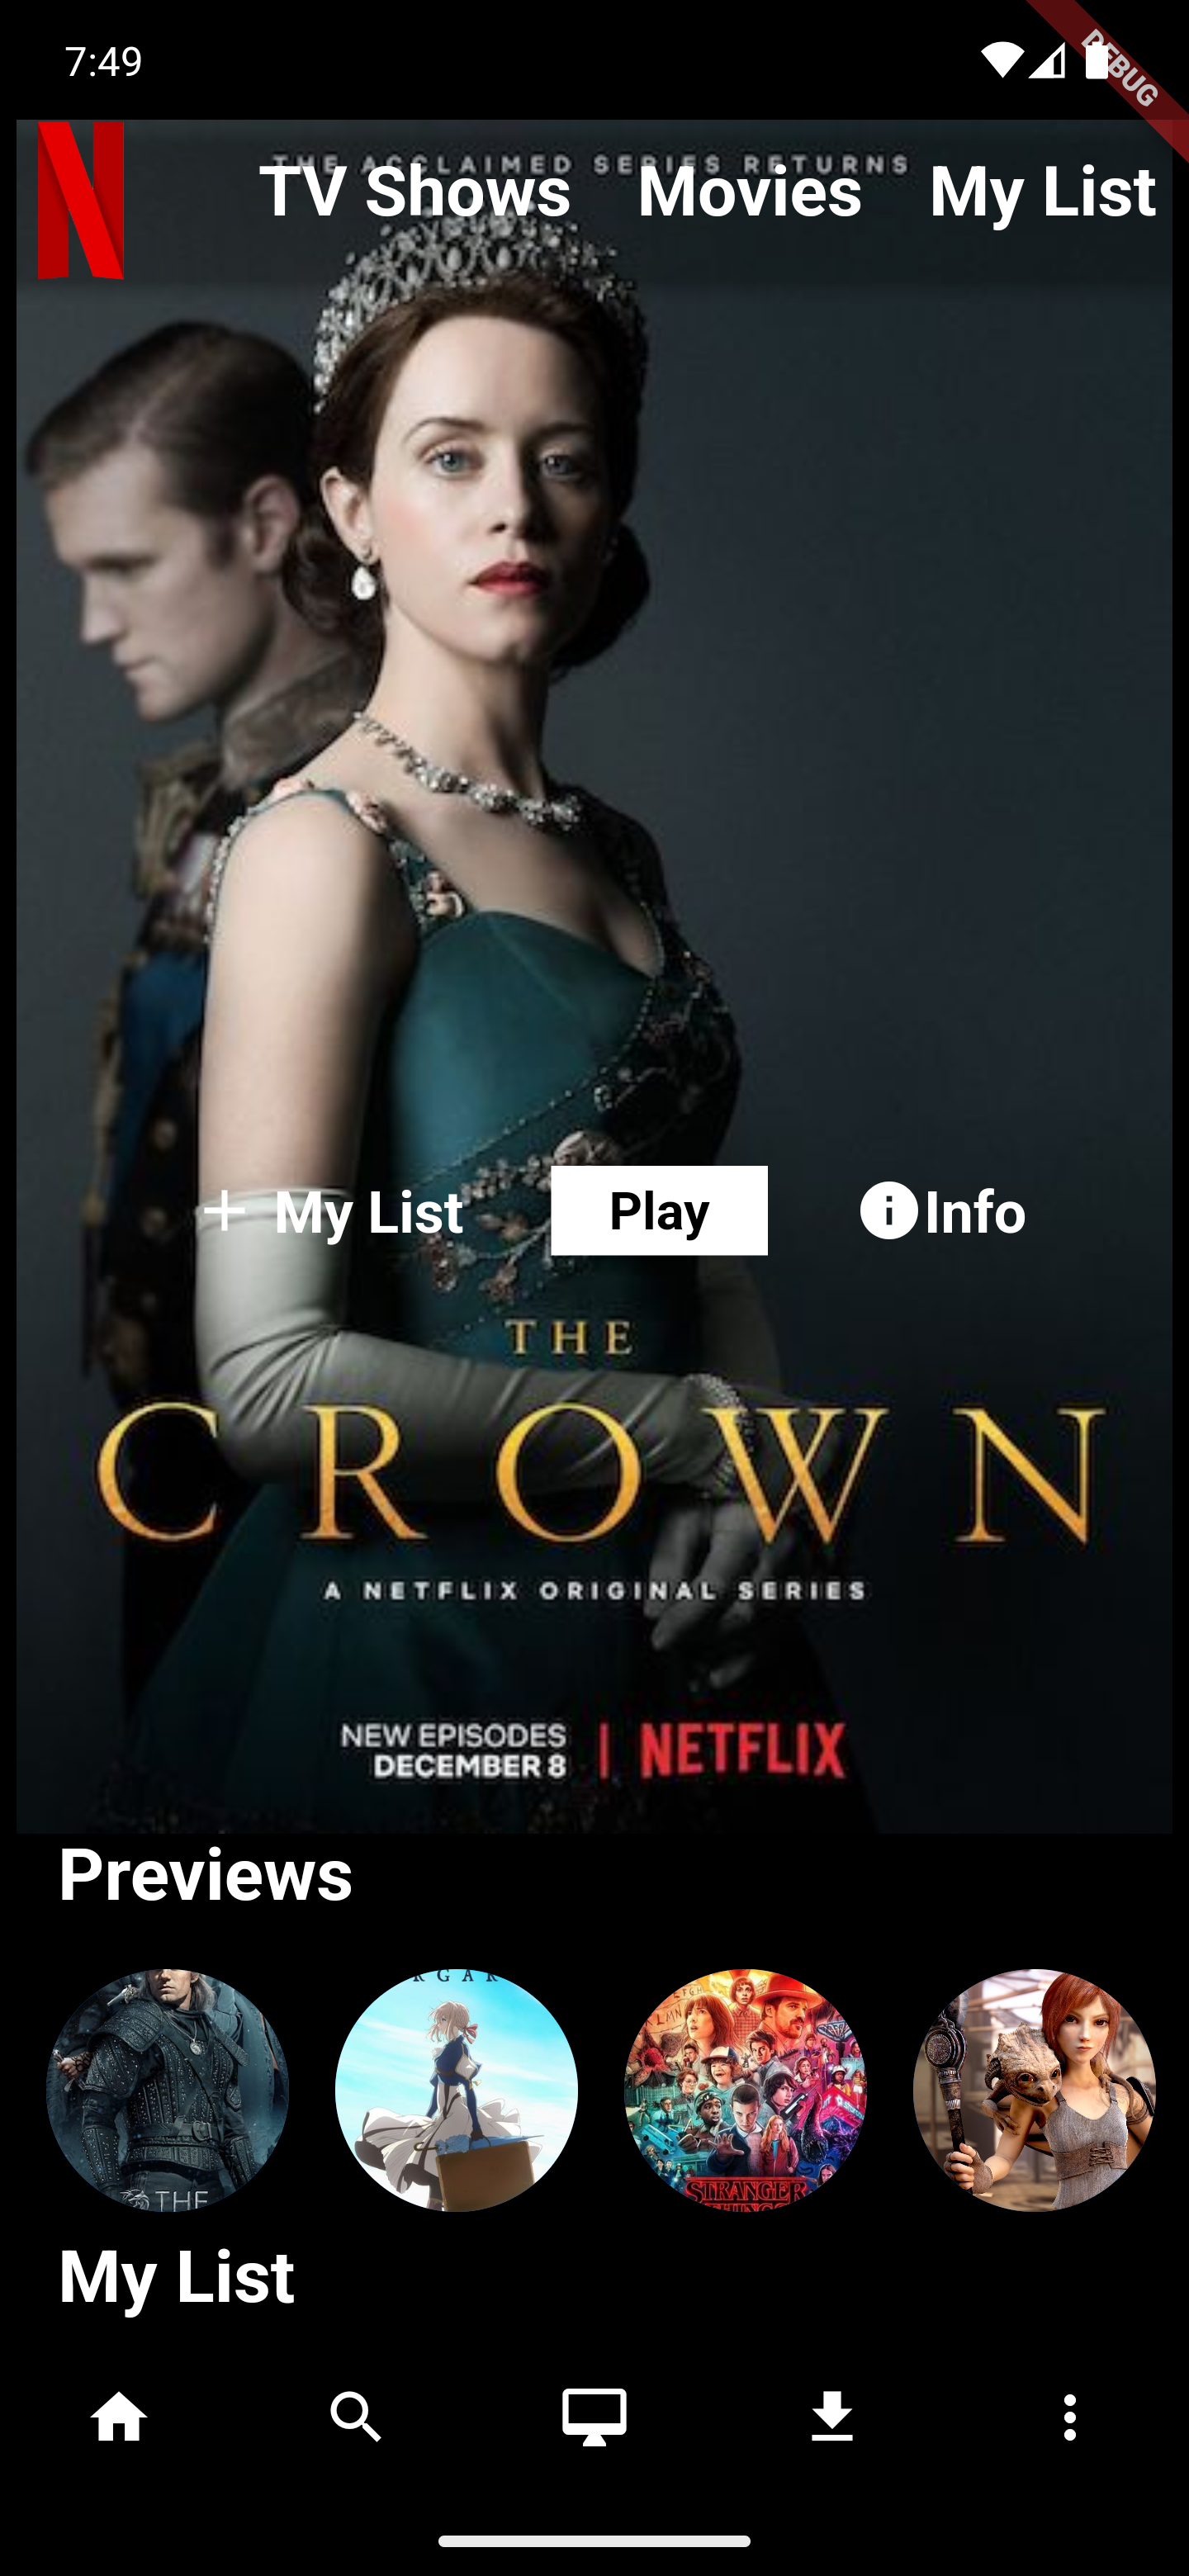 7:49
DEBUG
THE ACCLAIMED SERIES RETURNS
TV Shows Movies My List
My List Play Info
THE
CROWN
A NETFLIX ORIGINAL SERIES
NEW EPISODES
DECEMBER 8 | NETFLIX
Previews
THE
STRANGER
THINGS
My List